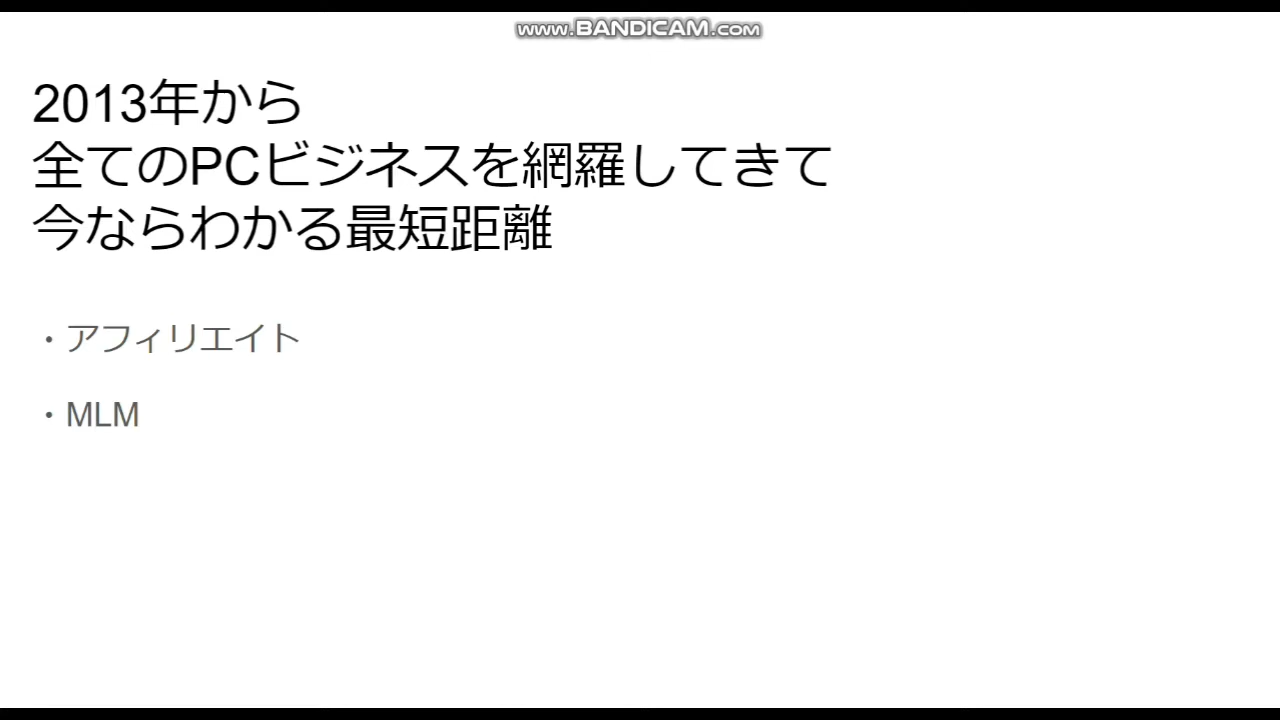 www.BANDICAM.com
2013年から
全てのPCビジネスを網羅してきて
今ならわかる最短距離
・アフィリエイト
・MLM